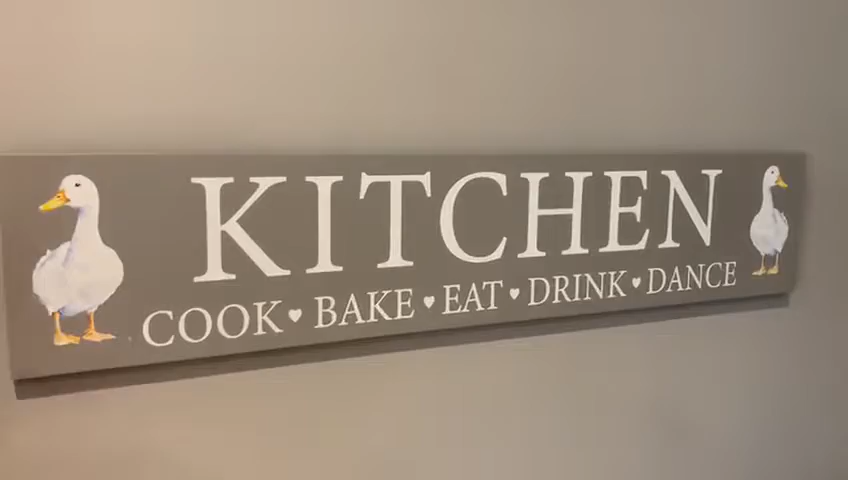 KITCHEN
COOK ♥ BAKE ♥ EAT ♥ DRINK ♥ DANCE